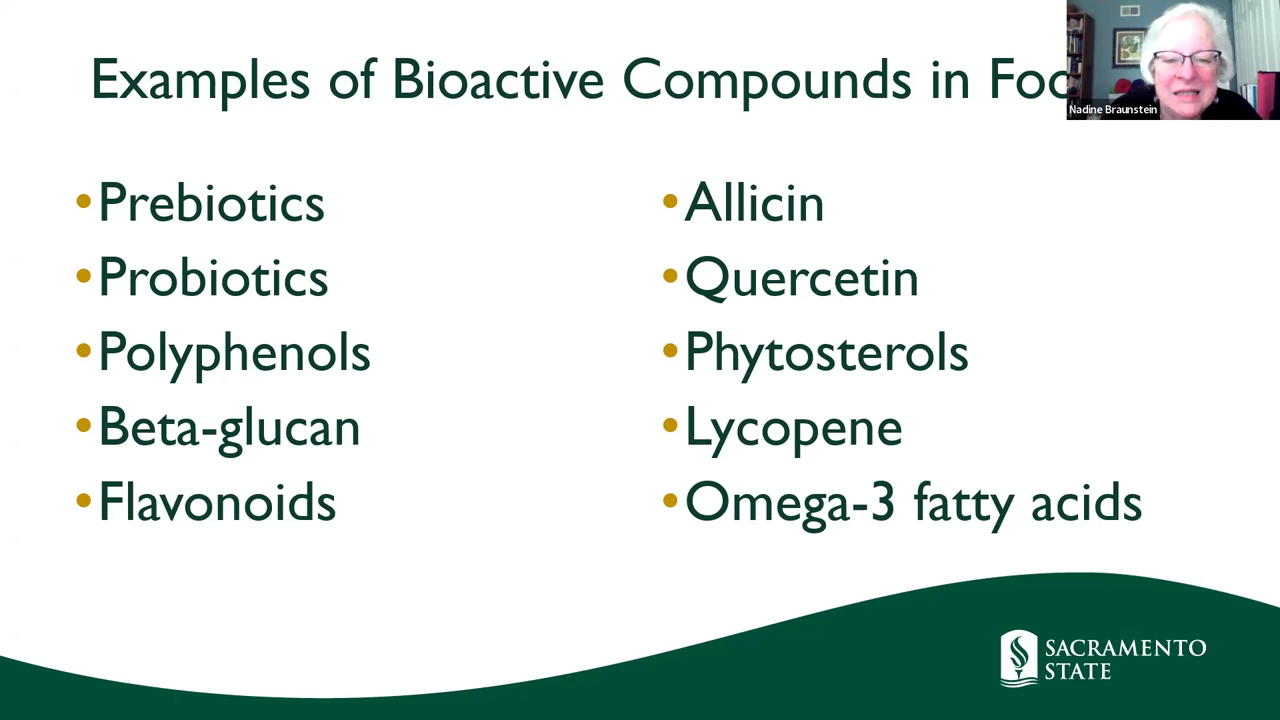 Examples of Bioactive Compounds in Foo
Nadine Braunstein
•Prebiotics
•Probiotics
•Polyphenols
•Beta-glucan
•Flavonoids
•Allicin
•Quercetin
•Phytosterols
•Lycopene
•Omega-3 fatty acids
SACRAMENTO
STATE